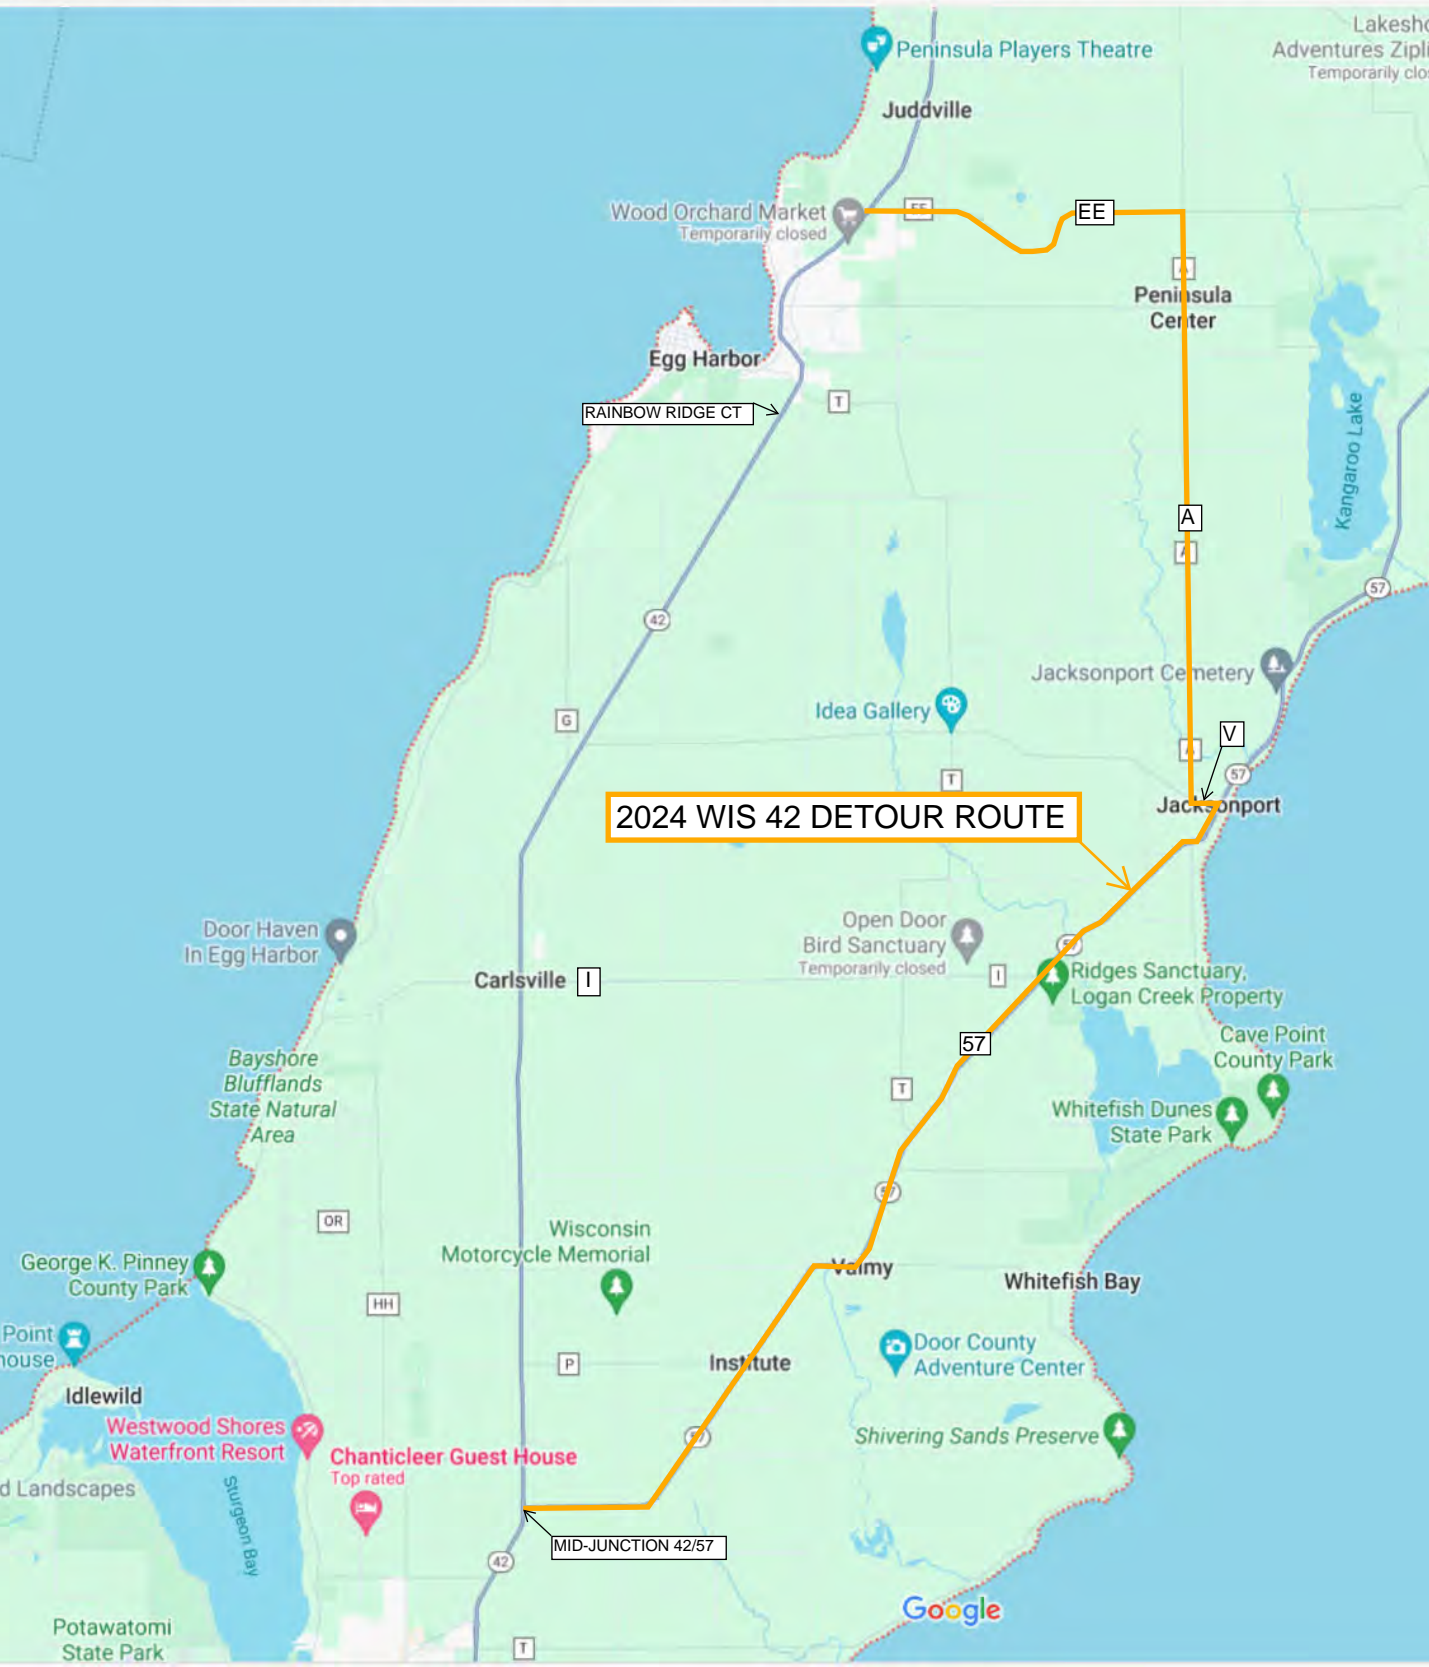 Lakesho
Adventures Zipli
Temporarily clo
Peninsula Players Theatre
Juddville
Wood Orchard Market
Temporarily closed
EE
EE
A
Peninsula
Center
Egg Harbor
RAINBOW RIDGE CT
T
Kangaroo Lake
A
A
57
42
Jacksonport Cemetery
Idea Gallery
G
V
A
57
T
Jacksonport
2024 WIS 42 DETOUR ROUTE
Door Haven
In Egg Harbor
Open Door
Bird Sanctuary
Temporarily closed
57
Carlsville
I
I
Ridges Sanctuary,
Logan Creek Property
57
Cave Point
County Park
Bayshore
Blufflands
State Natural
Area
T
Whitefish Dunes
State Park
57
OR
Wisconsin
Motorcycle Memorial
George K. Pinney
County Park
Valmy
Whitefish Bay
HH
Point
house
P
Institute
Door County
Adventure Center
Idlewild
Westwood Shores
Waterfront Resort
57
Shivering Sands Preserve
Chanticleer Guest House
Top rated
d Landscapes
Sturgeon Bay
MID-JUNCTION 42/57
42
Google
Potawatomi
State Park
T